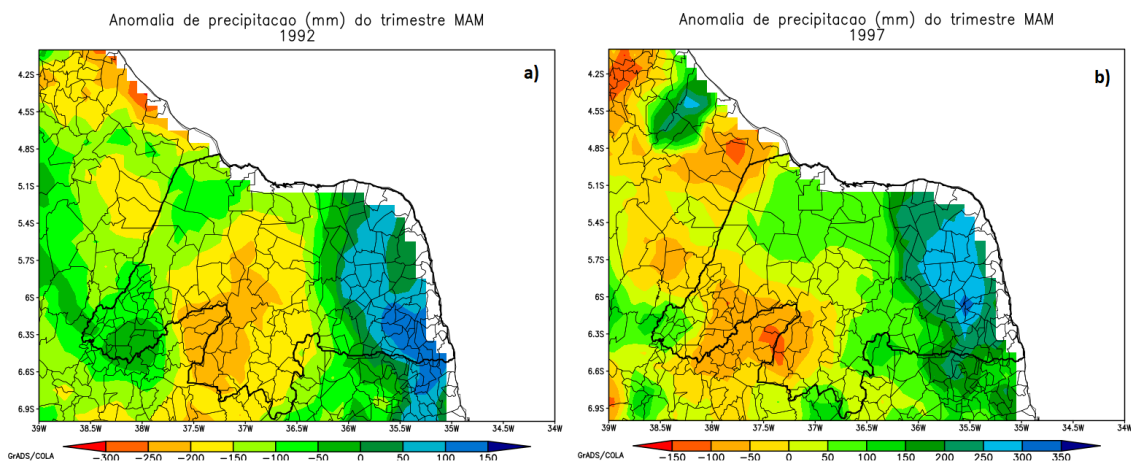 Anomalia de precipitacao (mm) do trimestre MAM
1992
a)
4.2S
4.5S
4.8S
5.1S
5.4S
5.7S
6S
6.3S
6.6S
6.9S
39W 38.5W 38W 37.5W 37W 36.5W 36W 35.5W 35W 34.5W 34W
GrADS/COLA
-300 -250 -200 -150 -100 -50 0 50 100 150
Anomalia de precipitacao (mm) do trimestre MAM
1997
b)
4.2S
4.5S
4.8S
5.1S
5.4S
5.7S
6S
6.3S
6.6S
6.9S
39W 38.5W 38W 37.5W 37W 36.5W 36W 35.5W 35W 34.5W 34W
GrADS/COLA
-150 -100 -50 0 50 100 150 200 250 300 350